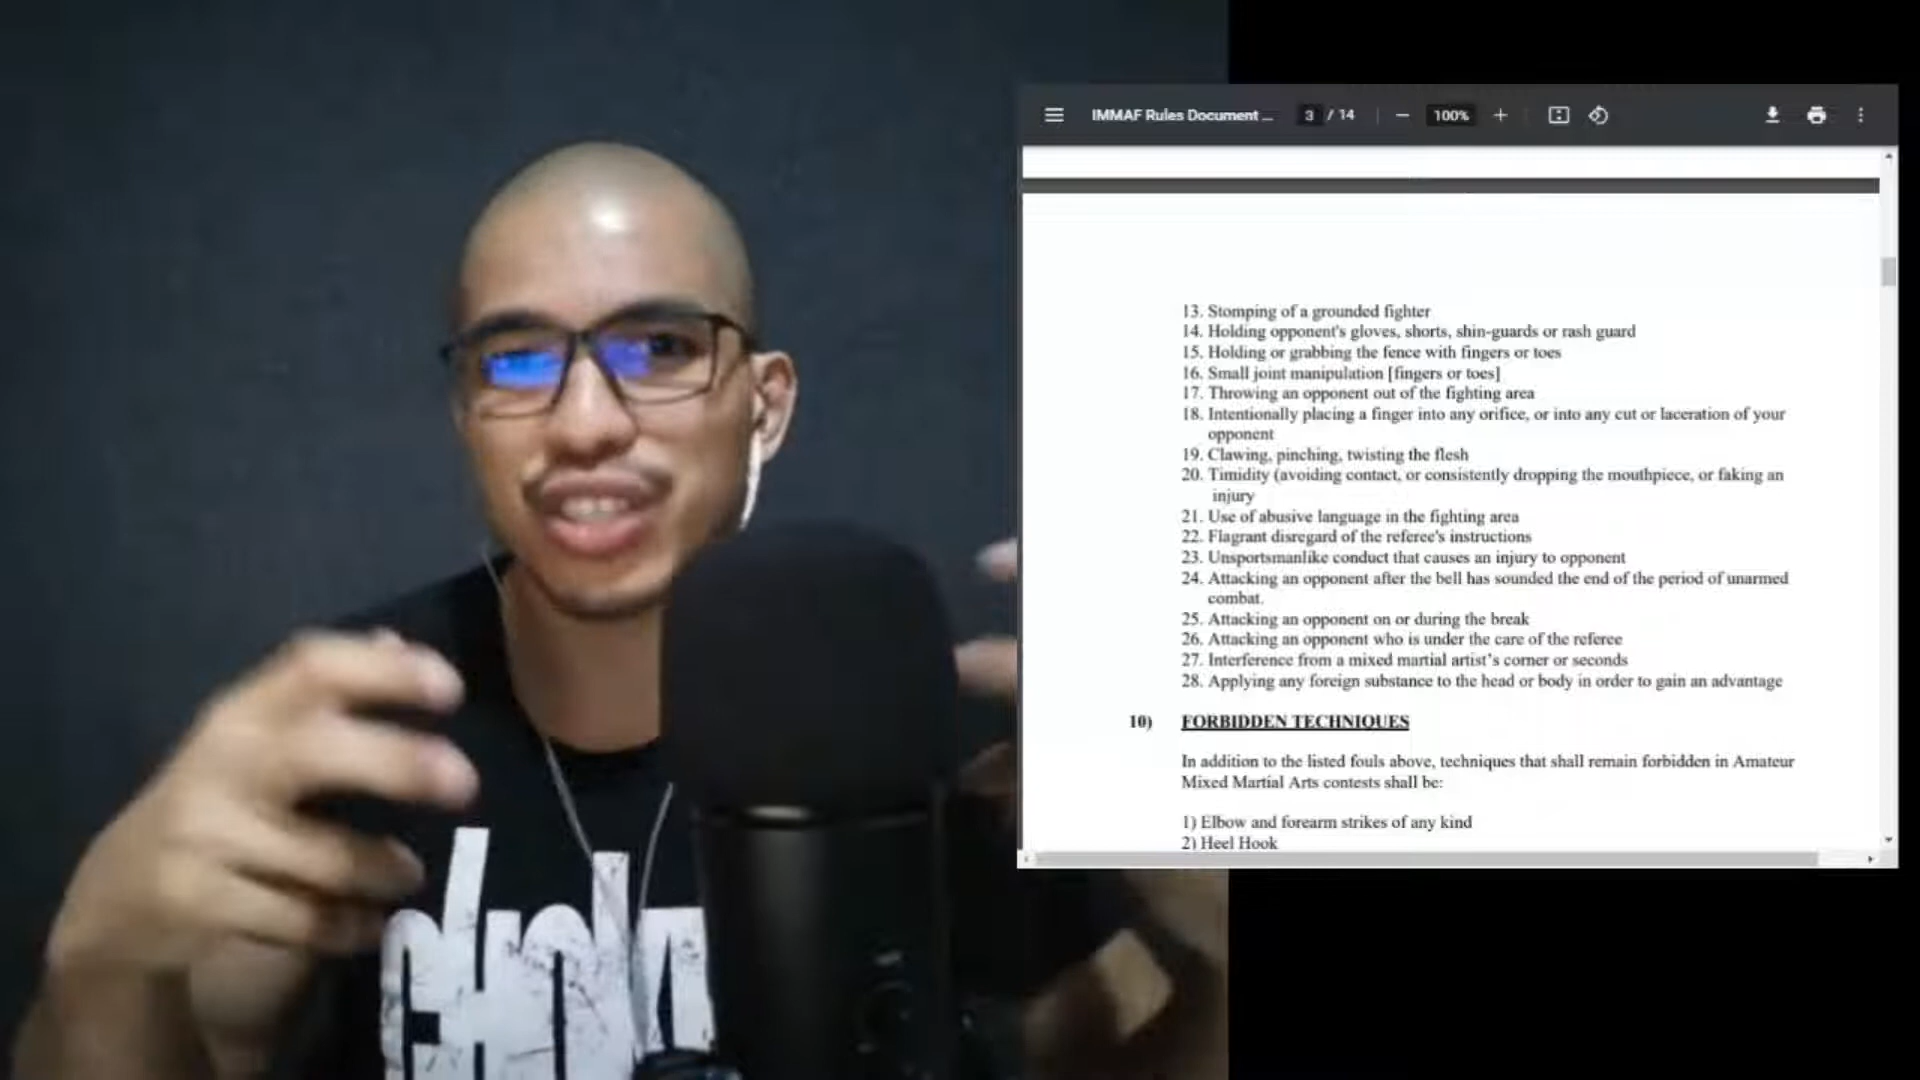 IMMAF Rules Document ...
3 / 14
100%
13. Stomping of a grounded fighter
14. Holding opponent's gloves, shorts, shin-guards or rash guard
15. Holding or grabbing the fence with fingers or toes
16. Small joint manipulation [fingers or toes]
17. Throwing an opponent out of the fighting area
18. Intentionally placing a finger into any orifice, or into any cut or laceration of your
opponent
19. Clawing, pinching, twisting the flesh
20. Timidity (avoiding contact, or consistently dropping the mouthpiece, or faking an
injury
21. Use of abusive language in the fighting area
22. Flagrant disregard of the referee's instructions
23. Unsportsmanlike conduct that causes an injury to opponent
24. Attacking an opponent after the bell has sounded the end of the period of unarmed
combat.
25. Attacking an opponent on or during the break
26. Attacking an opponent who is under the care of the referee
27. Interference from a mixed martial artist's corner or seconds
28. Applying any foreign substance to the head or body in order to gain an advantage
10) FORBIDDEN TECHNIQUES
In addition to the listed fouls above, techniques that shall remain forbidden in Amateur
Mixed Martial Arts contests shall be:
1) Elbow and forearm strikes of any kind
2) Heel Hook